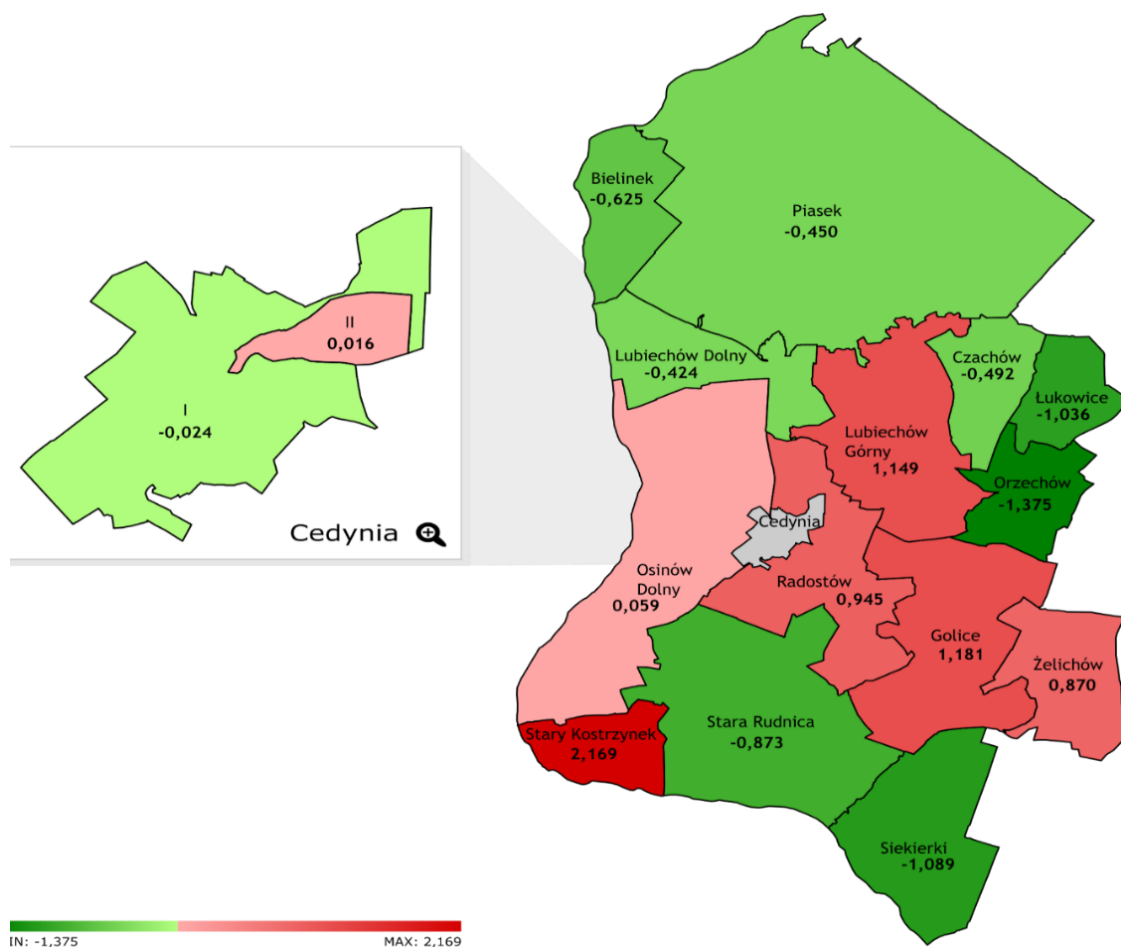 Bielinek
-0,625
Piasek
-0,450
II
0,016
I
-0,024
Cedynia
Lubiechów Dolny
-0,424
Czachów
-0,492
Łukowice
-1,036
Lubiechów
Górny
1,149
Orzechów
-1,375
Cedynia
Osinów
Dolny
0,059
Radostów
0,945
Golice
1,181
Żelichów
0,870
Stary Kostrzynek
2,169
Stara Rudnica
-0,873
Siekierki
-1,089
IN: -1,375
MAX: 2,169